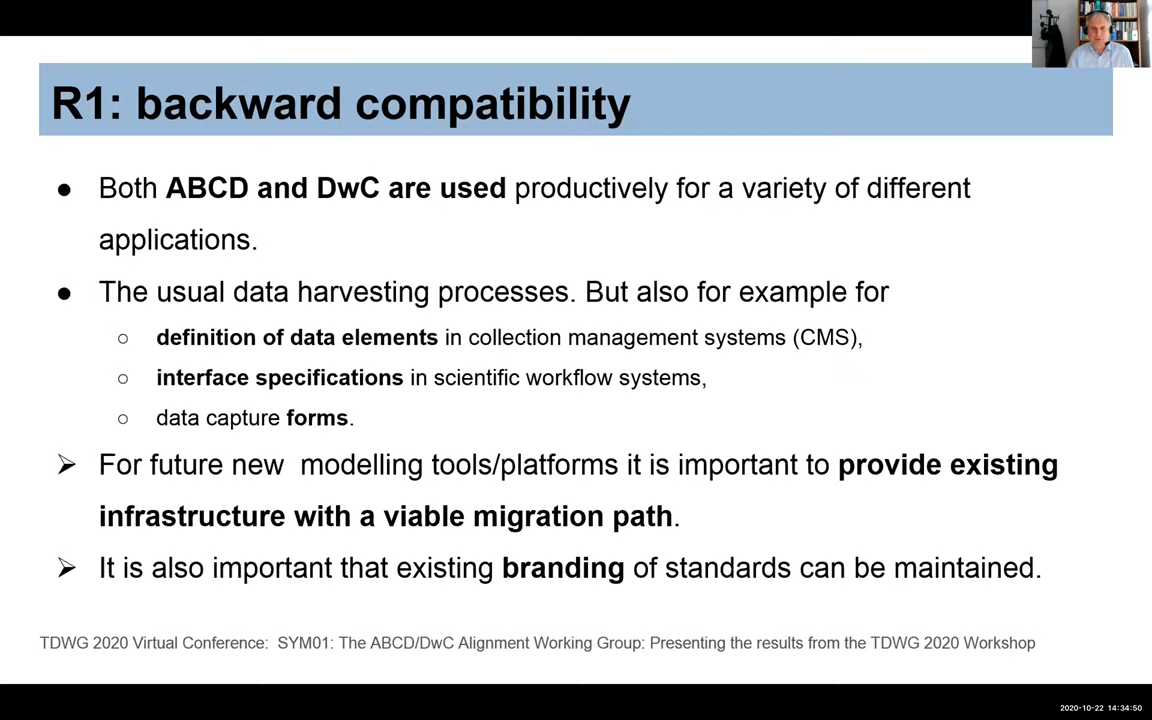 R1: backward compatibility
● Both ABCD and DwC are used productively for a variety of different
applications.
● The usual data harvesting processes. But also for example for
○ definition of data elements in collection management systems (CMS),
○ interface specifications in scientific workflow systems,
○ data capture forms.
➢ For future new  modelling tools/platforms it is important to provide existing
infrastructure with a viable migration path.
➢ It is also important that existing branding of standards can be maintained.
TDWG 2020 Virtual Conference:  SYM01: The ABCD/DwC Alignment Working Group: Presenting the results from the TDWG 2020 Workshop
2020-10-22 14:34:50